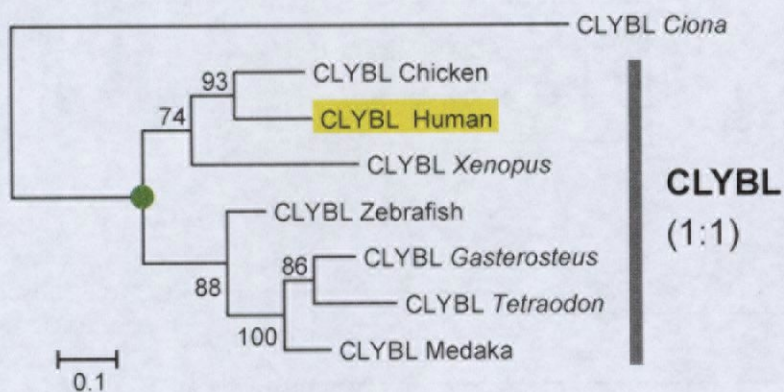 CLYBL Ciona
93 CLYBL Chicken
74 CLYBL Human
CLYBL Xenopus
CLYBL
(1:1)
CLYBL Zebrafish
86 CLYBL Gasterosteus
88
CLYBL Tetraodon
100
CLYBL Medaka
0.1